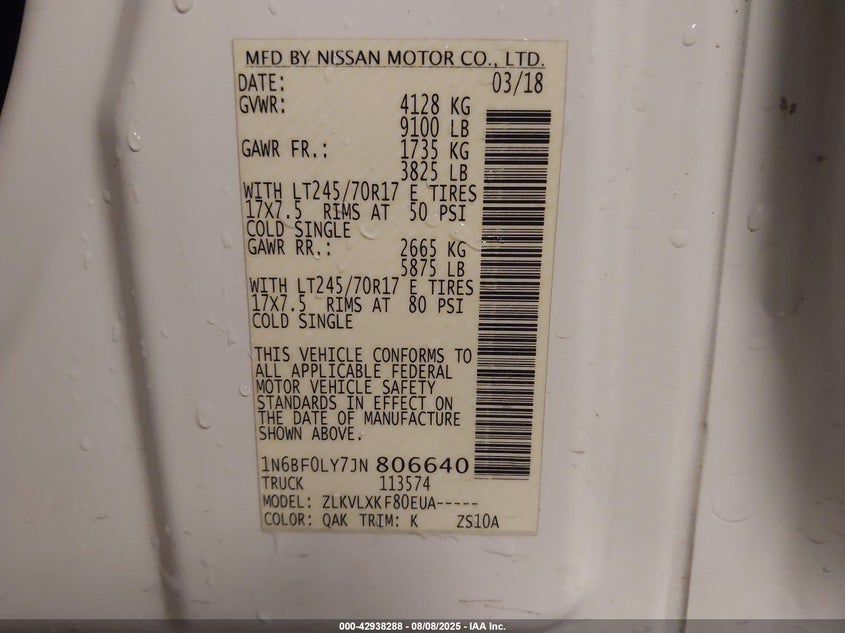 MFD BY NISSAN MOTOR CO., LTD.
DATE: 03/18
GVWR: 4128 KG
9100 LB
GAWR FR.: 1735 KG
3825 LB
WITH LT245/70R17 E TIRES
17X7.5 RIMS AT 50 PSI
COLD SINGLE
GAWR RR.: 2665 KG
5875 LB
WITH LT245/70R17 E TIRES
17X7.5 RIMS AT 80 PSI
COLD SINGLE
THIS VEHICLE CONFORMS TO
ALL APPLICABLE FEDERAL
MOTOR VEHICLE SAFETY
STANDARDS IN EFFECT ON
THE DATE OF MANUFACTURE
SHOWN ABOVE.
1N6BF0LY7JN 806640
TRUCK 113574
MODEL: ZLKVLXKF80EUA-----
COLOR: QAK TRIM: K ZS10A
000-42938288 - 08/08/2025 - IAA Inc.